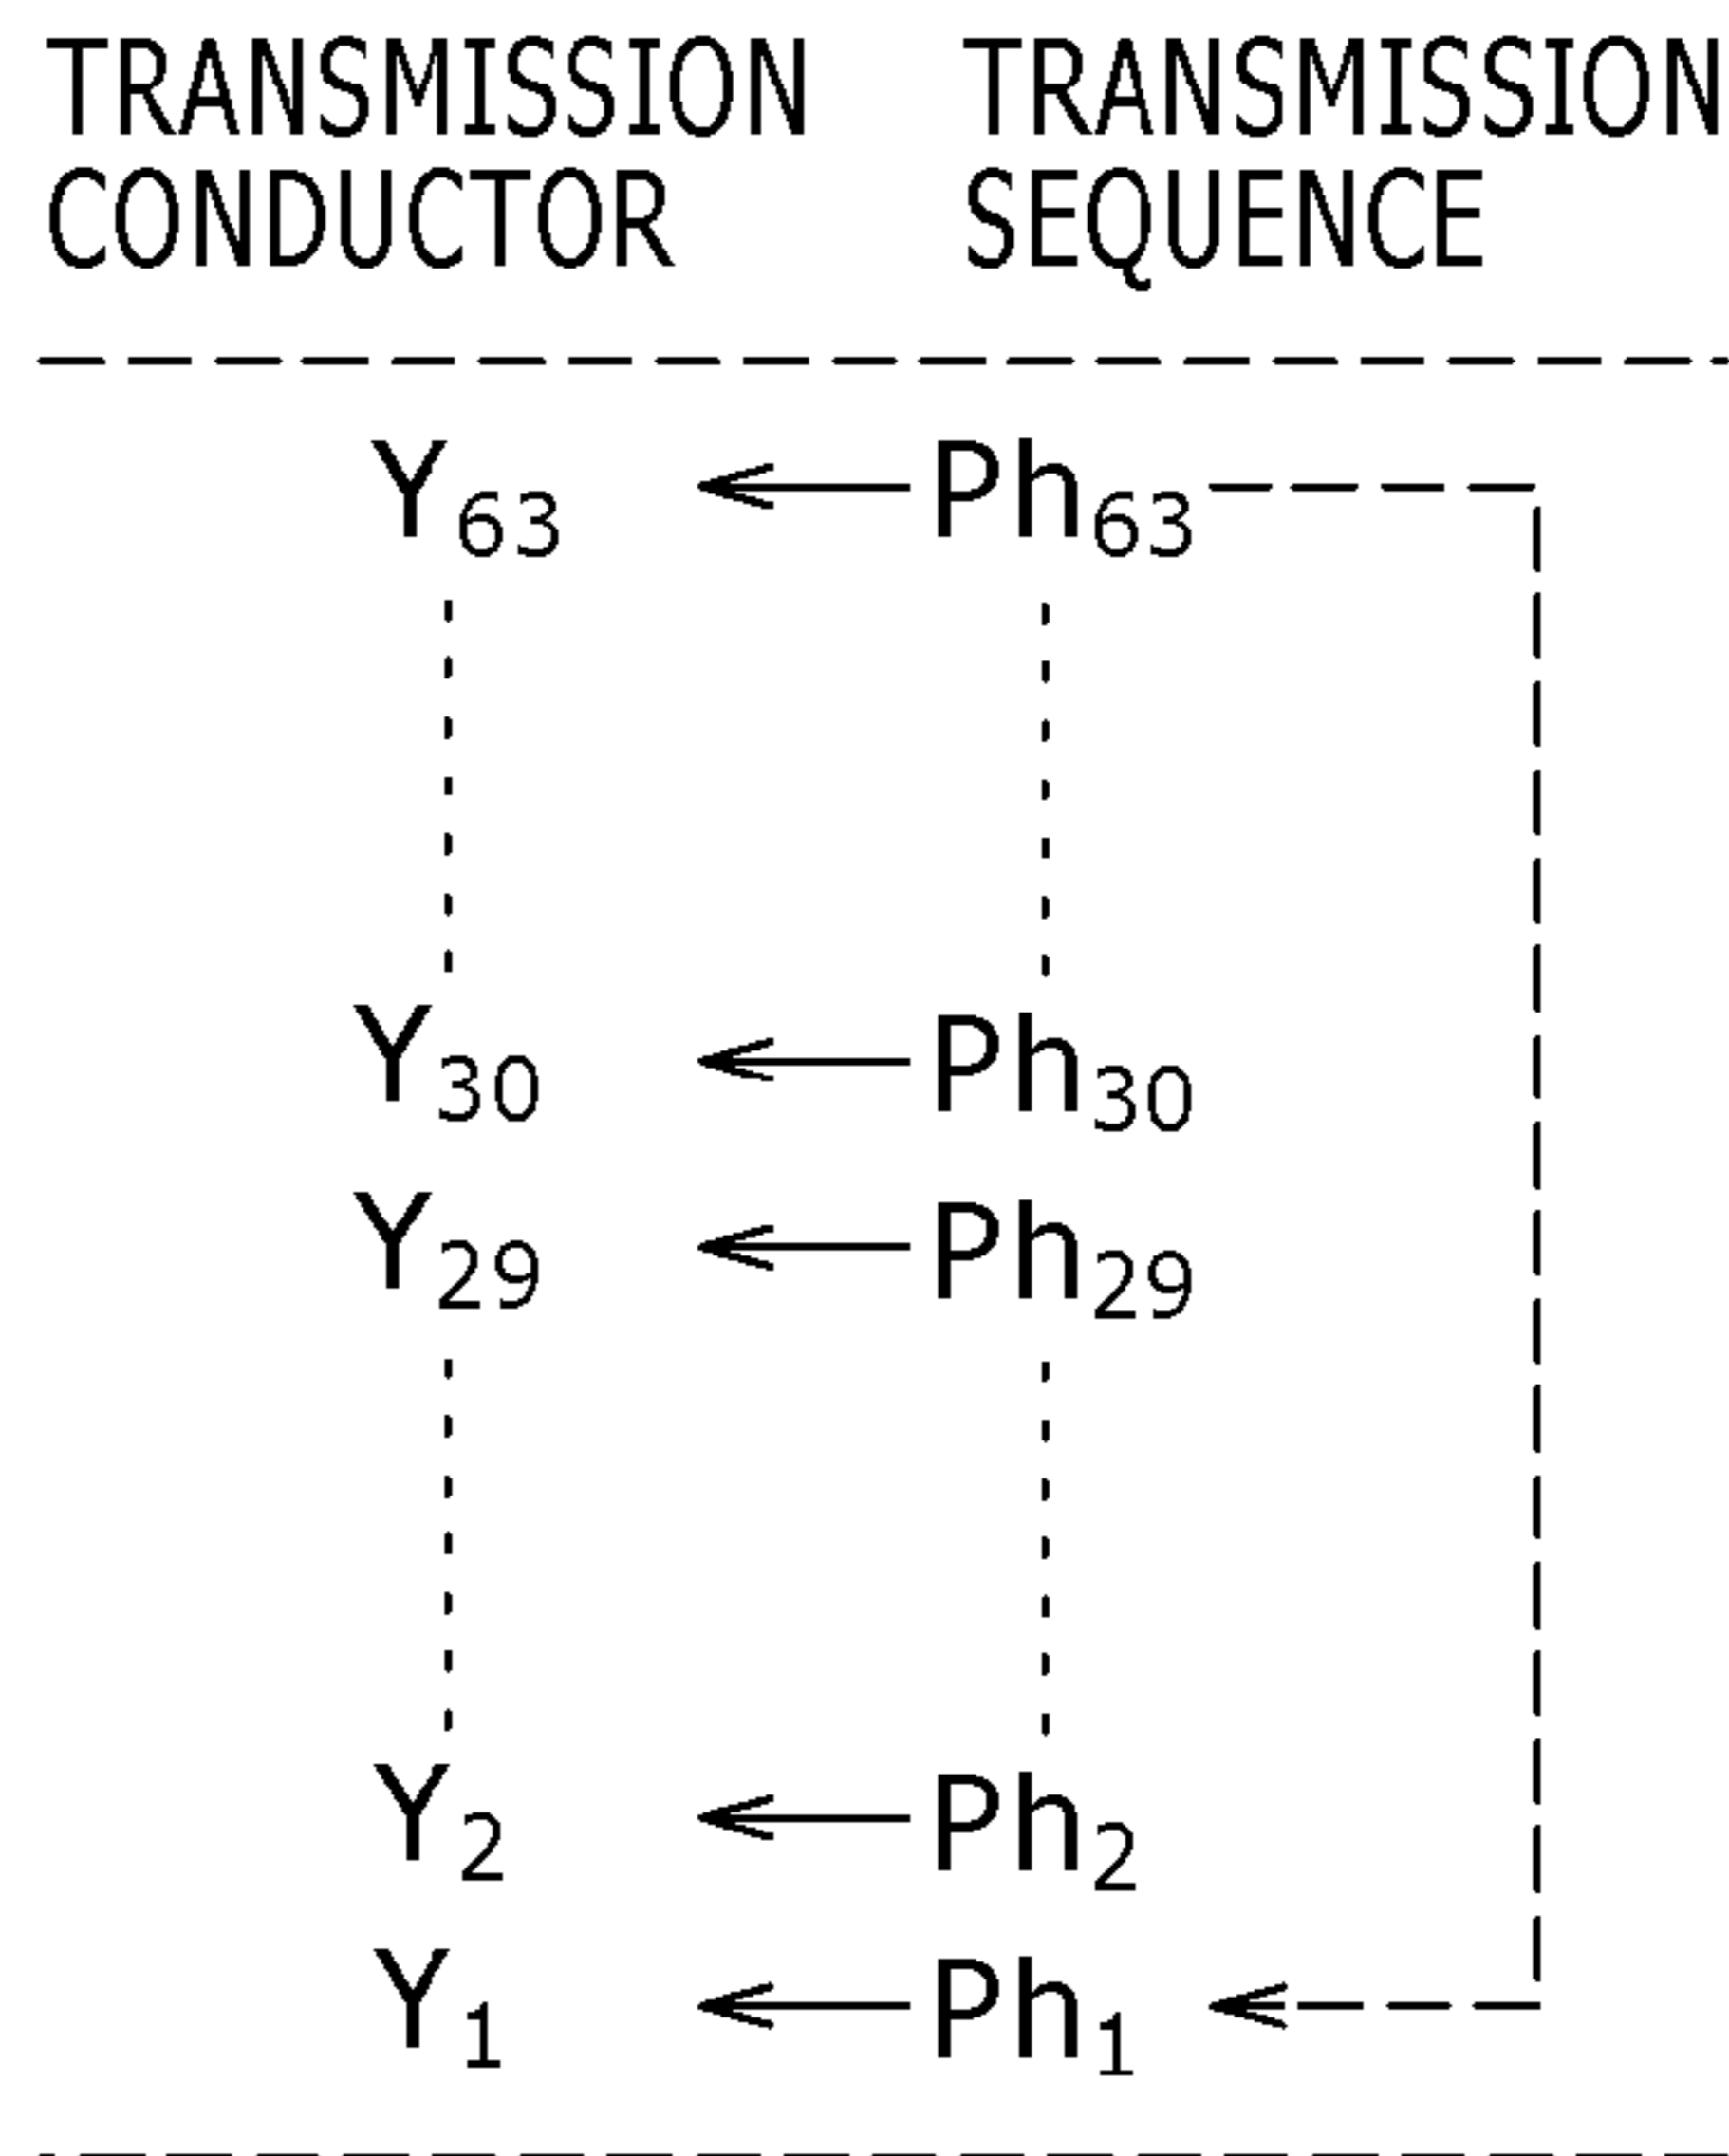 TRANSMISSION CONDUCTOR TRANSMISSION SEQUENCE
Y63 ← Ph63
Y30 ← Ph30
Y29 ← Ph29
Y2 ← Ph2
Y1 ← Ph1